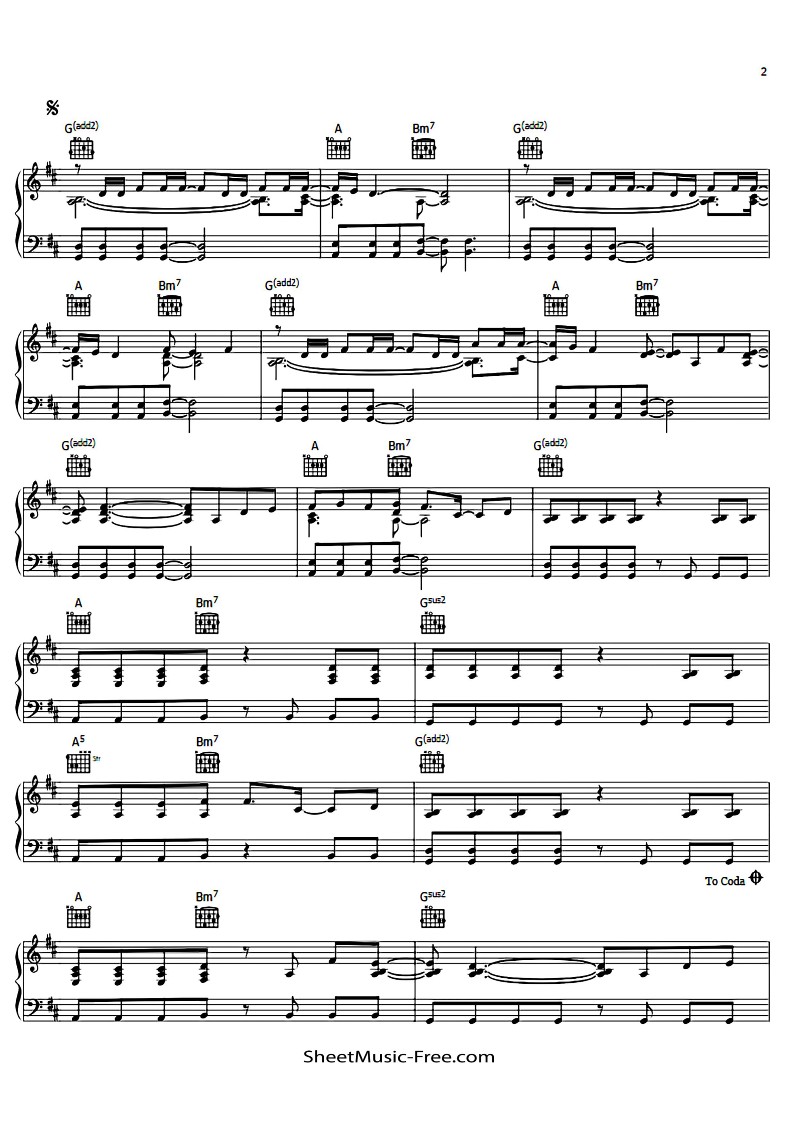 2
G(add2) A Bm7 G(add2)
A Bm7 G(add2) A Bm7
G(add2) A Bm7 G(add2)
A Bm7 Gsus2
A5 5fr Bm7 G(add2)
To Coda
A Bm7 Gsus2
SheetMusic-Free.com